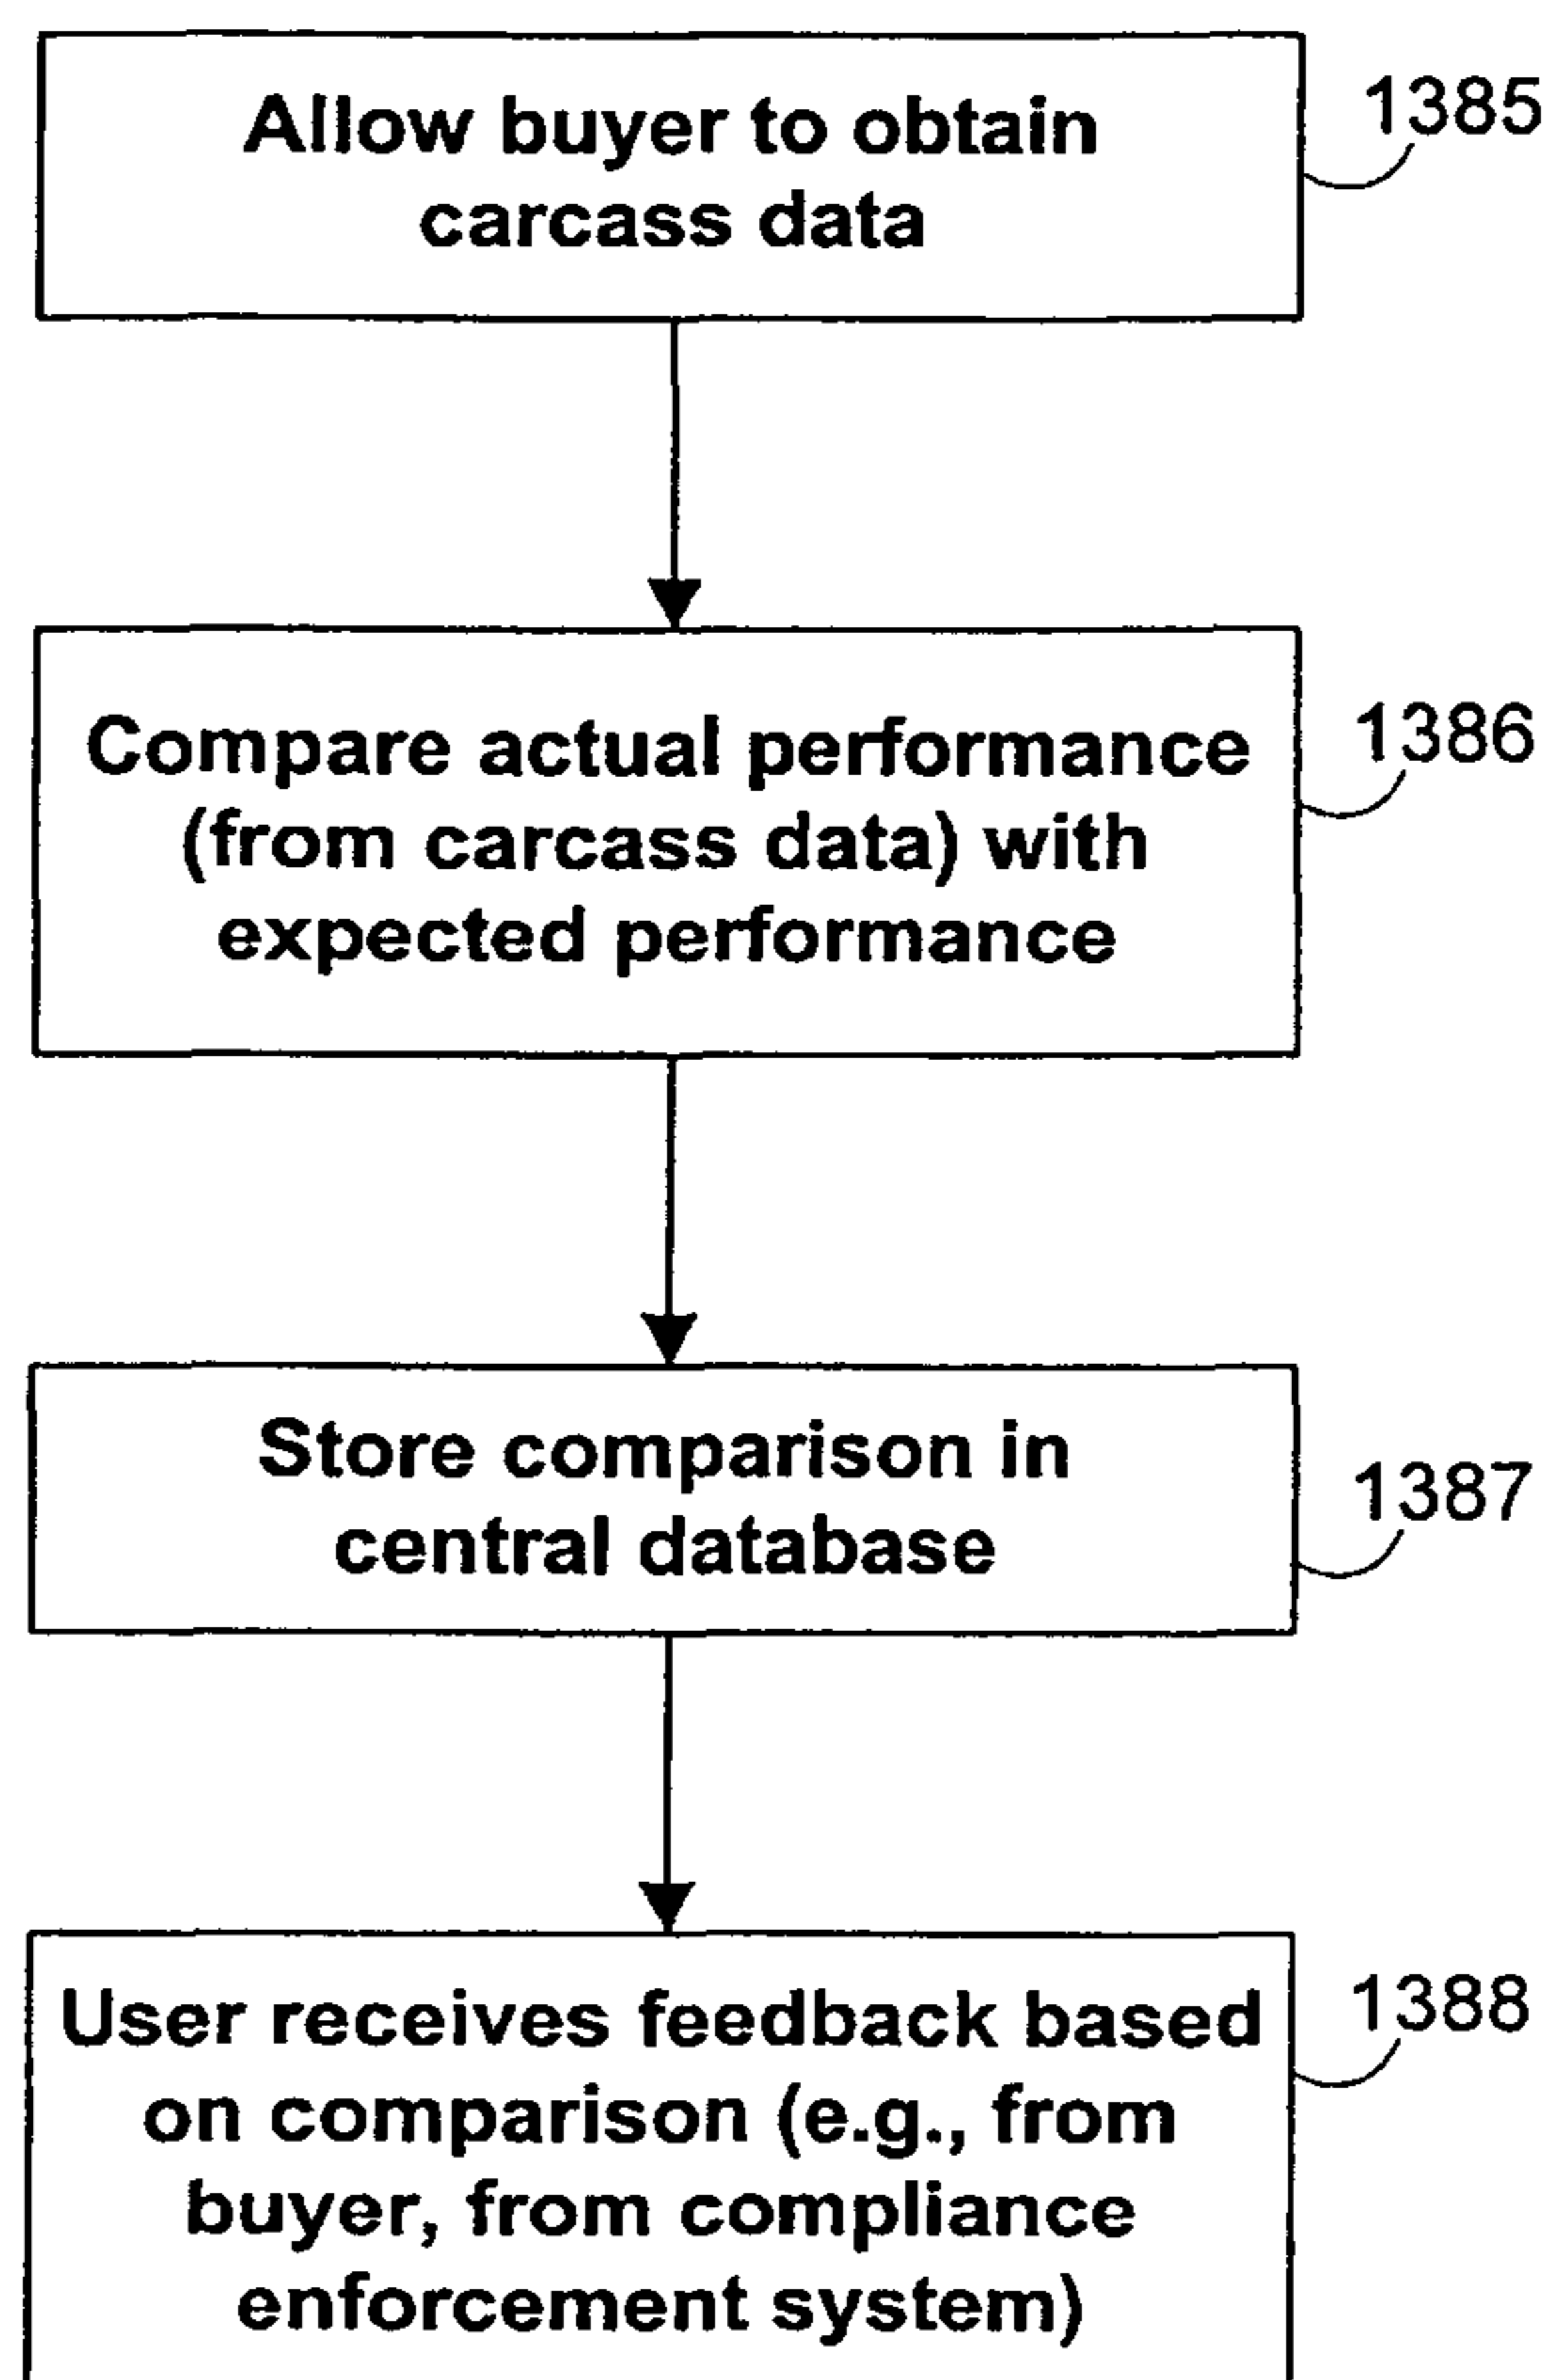 Allow buyer to obtain
carcass data
1385
Compare actual performance
(from carcass data) with
expected performance
1386
Store comparison in
central database
1387
User receives feedback based
on comparison (e.g., from
buyer, from compliance
enforcement system)
1388